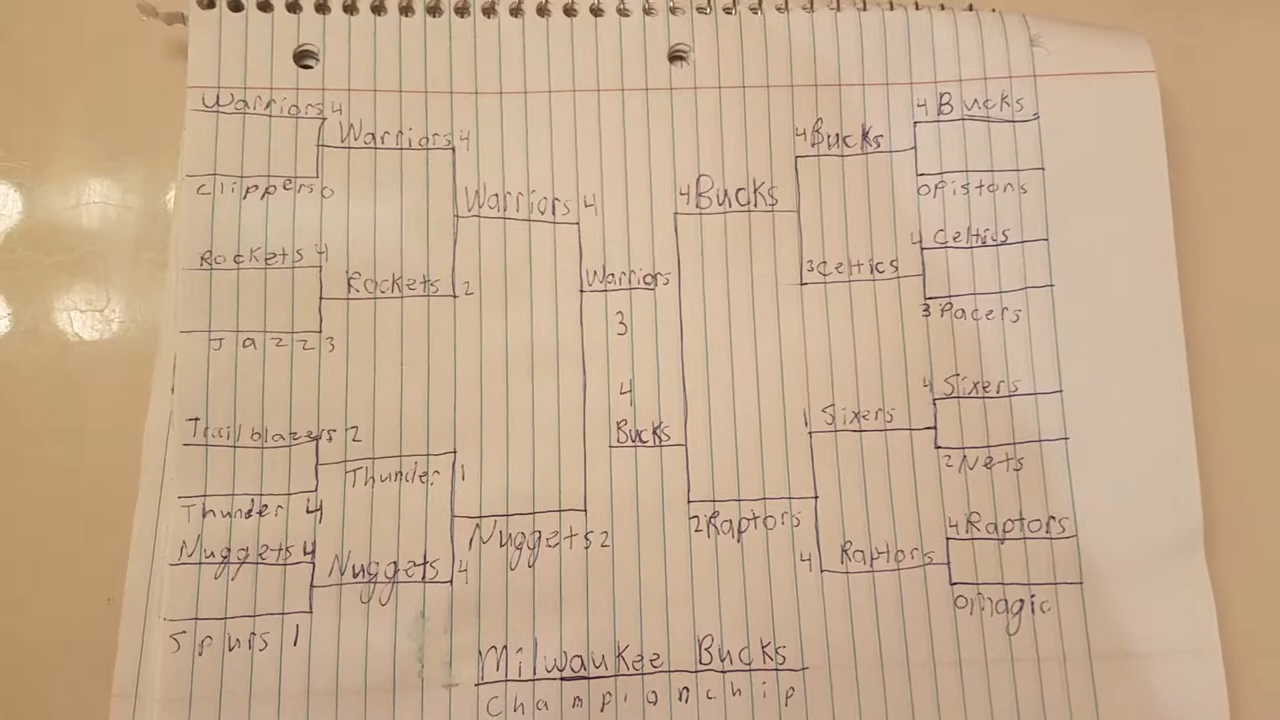 Warriors 4
Clippers 0
Rockets 4
Jazz 3
Trailblazers 2
Thunder 4
Nuggets 4
Spurs 1
Warriors 4
Rockets 2
Thunder 1
Nuggets 4
Warriors 4
Nuggets 2
Warriors
3
4
Bucks
4 Bucks
2 Raptors
4 Bucks
3 Celtics
1 Sixers
4 Raptors
4 Bucks
0 Pistons
4 Celtics
3 Pacers
4 Sixers
2 Nets
4 Raptors
0 magic
Milwaukee Bucks
Championchip